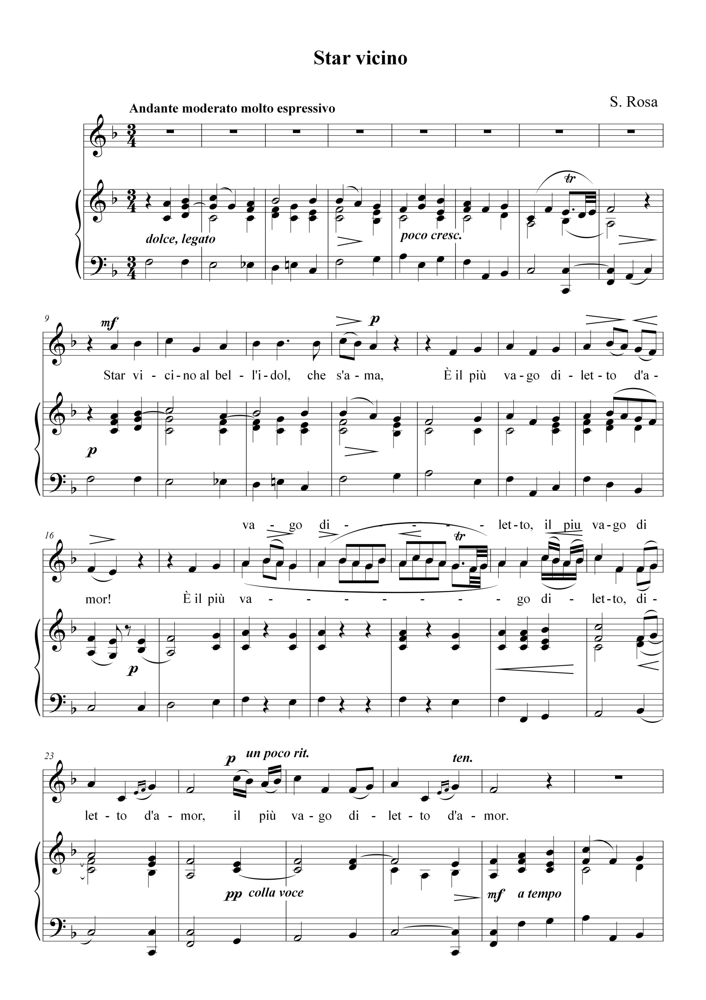 Star vicino
S. Rosa
Andante moderato molto espressivo
3 4
tr
3 4
dolce, legato
poco cresc.
3 4
9
mf
p
Star vi - ci - no al bel - l'i - dol, che s'a - ma, È il più va - go di - let - to d'a -
p
va - go di - - - - - let - to, il piu va - go di
16
tr
mor! È il più va - - - - - - - go di - let - to, di -
p
23
p un poco rit.
ten.
let - to d'a - mor, il più va - go di - let - to d'a - mor.
pp colla voce
mf a tempo